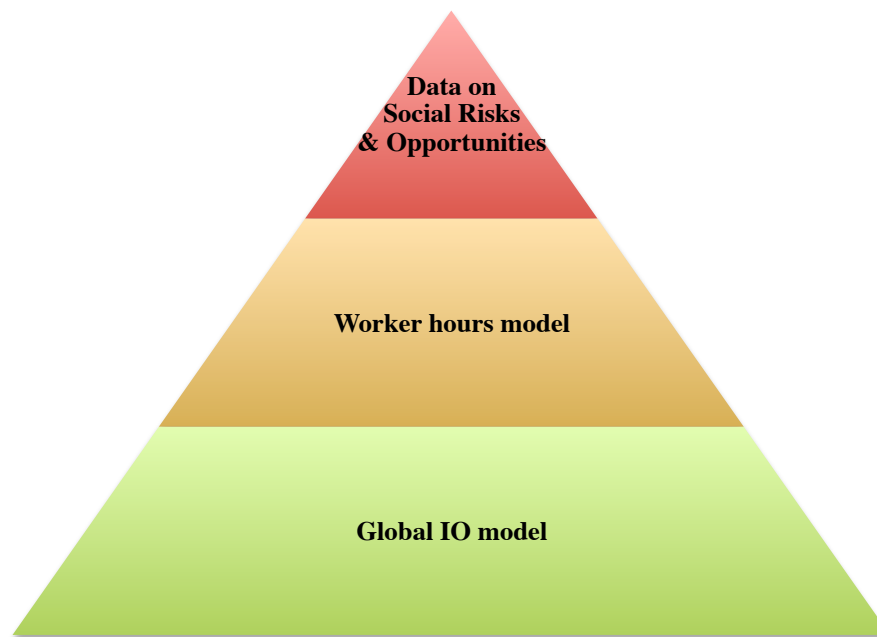 Data on
Social Risks
& Opportunities
Worker hours model
Global IO model